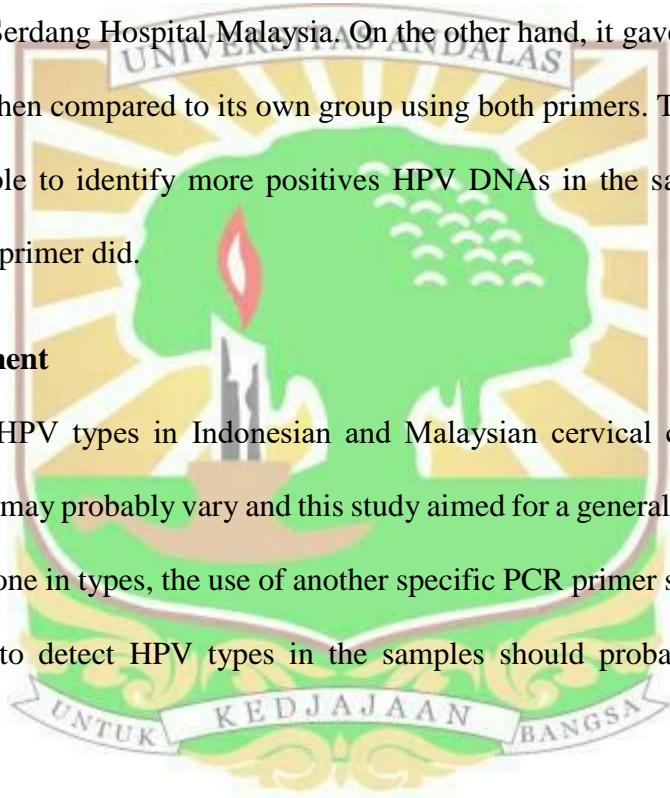 Serdang Hospital Malaysia. On the other hand, it gave
UNIVERSITAS ANDALAS
hen compared to its own group using both primers. T
ble to identify more positives HPV DNAs in the sa
primer did.
ment
HPV types in Indonesian and Malaysian cervical c
may probably vary and this study aimed for a general
one in types, the use of another specific PCR primer s
to detect HPV types in the samples should proba
UNTUK KEDJAJAAN BANGSA